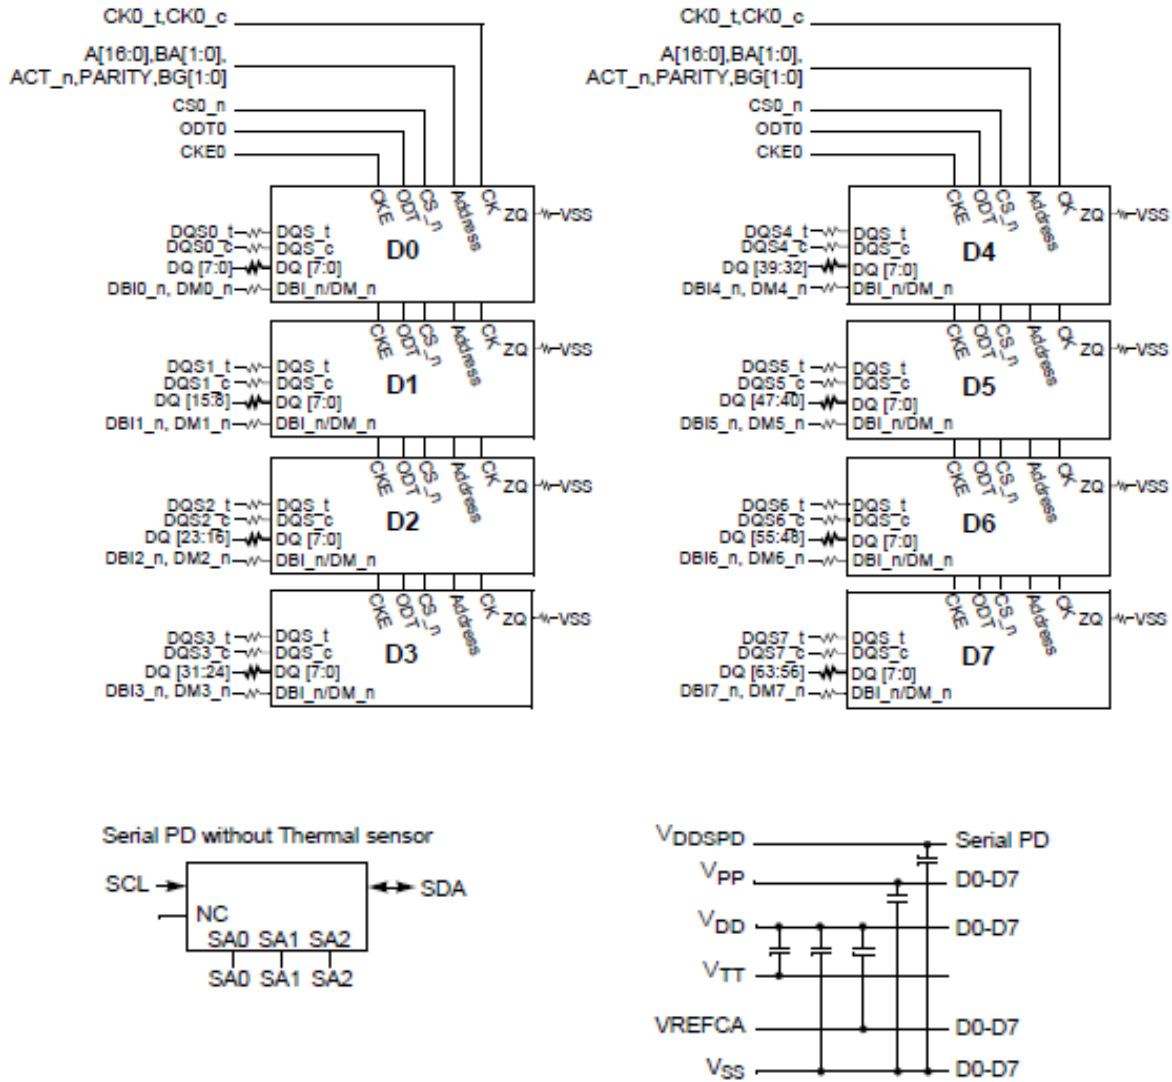 CK0_t,CK0_c
A[16:0],BA[1:0],
ACT_n,PARITY,BG[1:0]
CS0_n
ODT0
CKE0
CKE ODT CS_n Address CK ZQ VSS
DQS0_t DQS_t
DQS0_c DQS_c
D0
DQ [7:0] DQ [7:0]
DBI0_n, DM0_n DBI_n/DM_n
CKE ODT CS_n Address CK ZQ VSS
DQS1_t DQS_t
DQS1_c DQS_c
D1
DQ [15:8] DQ [7:0]
DBI1_n, DM1_n DBI_n/DM_n
CKE ODT CS_n Address CK ZQ VSS
DQS2_t DQS_t
DQS2_c DQS_c
D2
DQ [23:16] DQ [7:0]
DBI2_n, DM2_n DBI_n/DM_n
CKE ODT CS_n Address CK ZQ VSS
DQS3_t DQS_t
DQS3_c DQS_c
D3
DQ [31:24] DQ [7:0]
DBI3_n, DM3_n DBI_n/DM_n
CK0_t,CK0_c
A[16:0],BA[1:0],
ACT_n,PARITY,BG[1:0]
CS0_n
ODT0
CKE0
CKE ODT CS_n Address CK ZQ VSS
DQS4_t DQS_t
DQS4_c DQS_c
D4
DQ [39:32] DQ [7:0]
DBI4_n, DM4_n DBI_n/DM_n
CKE ODT CS_n Address CK ZQ VSS
DQS5_t DQS_t
DQS5_c DQS_c
D5
DQ [47:40] DQ [7:0]
DBI5_n, DM5_n DBI_n/DM_n
CKE ODT CS_n Address CK ZQ VSS
DQS6_t DQS_t
DQS6_c DQS_c
D6
DQ [55:48] DQ [7:0]
DBI6_n, DM6_n DBI_n/DM_n
CKE ODT CS_n Address CK ZQ VSS
DQS7_t DQS_t
DQS7_c DQS_c
D7
DQ [63:56] DQ [7:0]
DBI7_n, DM7_n DBI_n/DM_n
Serial PD without Thermal sensor
SCL SDA
NC
SA0 SA1 SA2
SA0 SA1 SA2
VDDSPD Serial PD
VPP D0-D7
VDD D0-D7
VTT
VREFCA D0-D7
VSS D0-D7